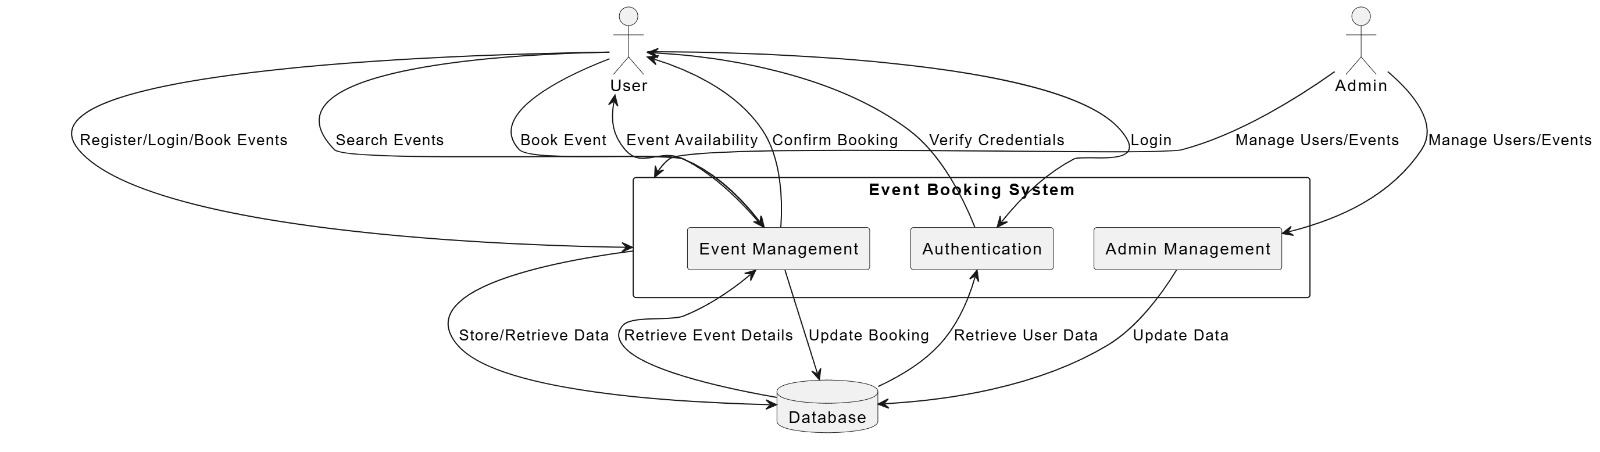 User
Admin
Register/Login/Book Events
Search Events
Book Event
Event Availability
Confirm Booking
Verify Credentials
Login
Manage Users/Events
Manage Users/Events
Event Booking System
Event Management
Authentication
Admin Management
Store/Retrieve Data
Retrieve Event Details
Update Booking
Retrieve User Data
Update Data
Database